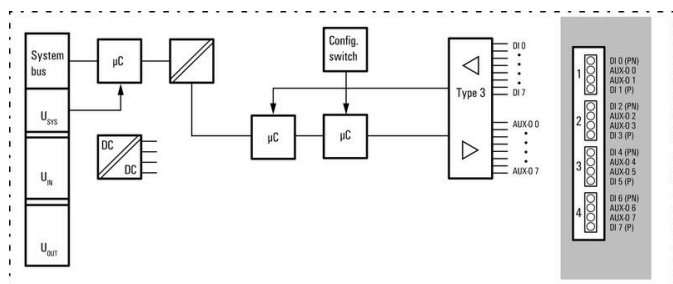 System
bus
U_SYS
U_IN
U_OUT
µC
DC
DC
µC
Config.
switch
µC
Type 3
DI 0
DI 7
AUX-O 0
AUX-O 7
1
DI 0 (PN)
AUX-O 0
AUX-O 1
DI 1 (P)
2
DI 2 (PN)
AUX-O 2
AUX-O 3
DI 3 (P)
3
DI 4 (PN)
AUX-O 4
AUX-O 5
DI 5 (P)
4
DI 6 (PN)
AUX-O 6
AUX-O 7
DI 7 (P)